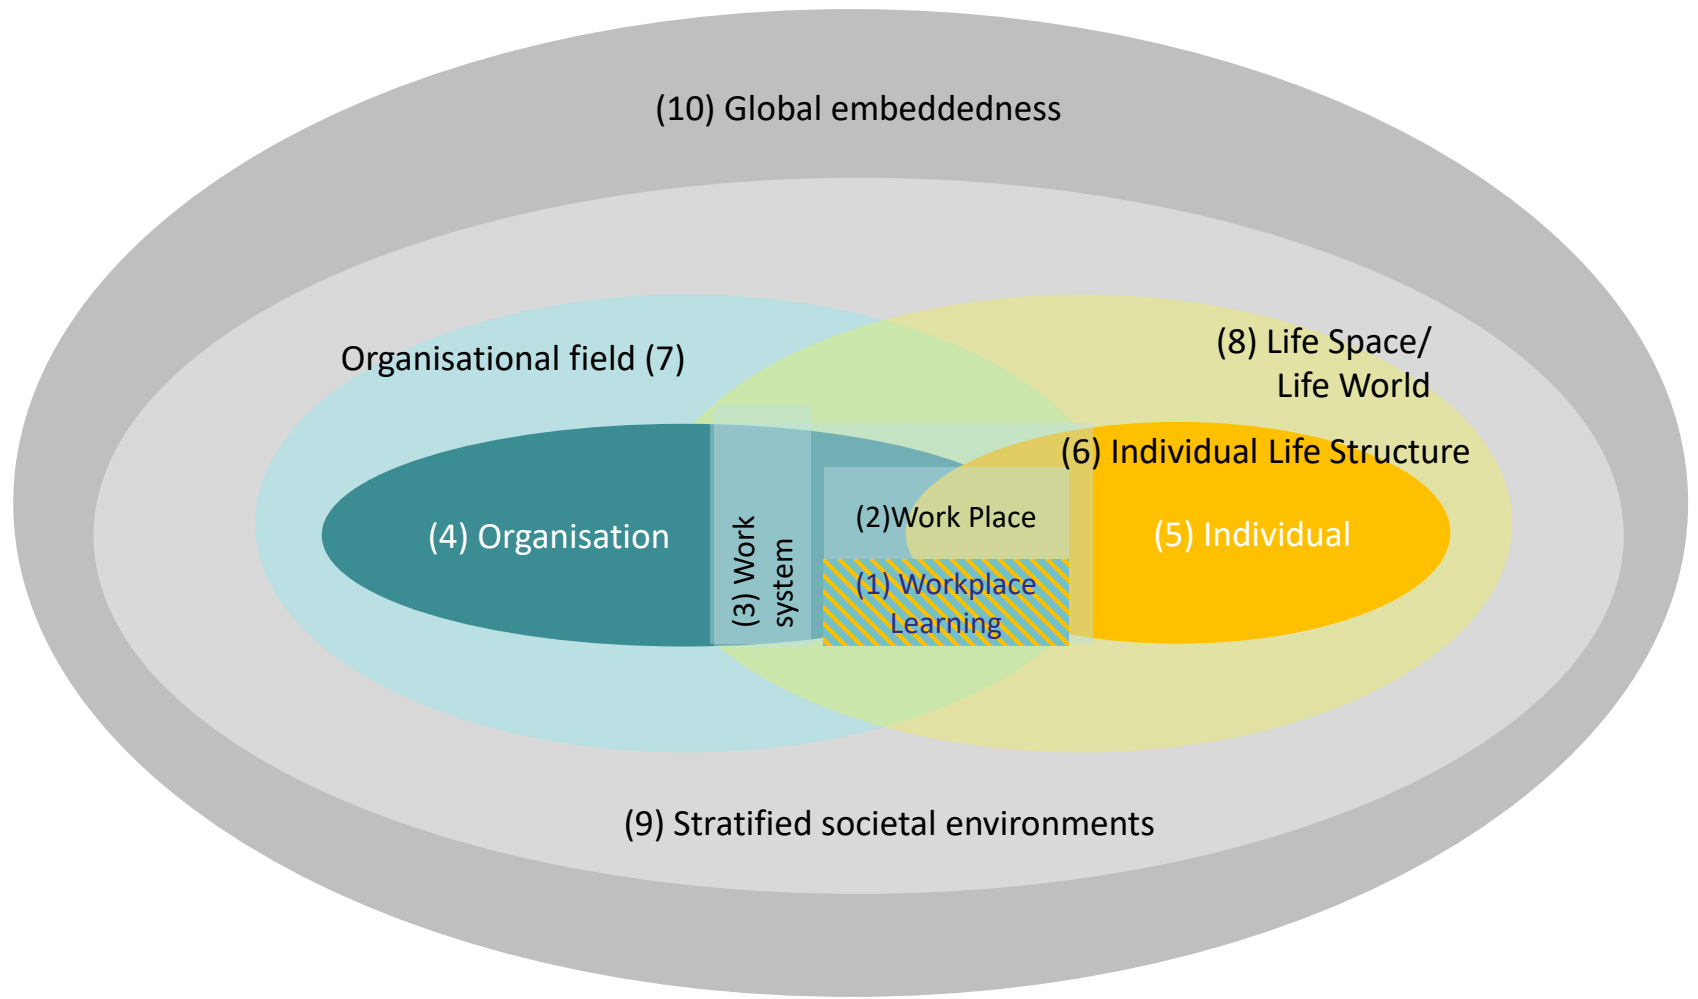 (10) Global embeddedness
Organisational field (7)
(8) Life Space/
Life World
(6) Individual Life Structure
(4) Organisation
(3) Work
system
(2)Work Place
(5) Individual
(1) Workplace
Learning
(9) Stratified societal environments